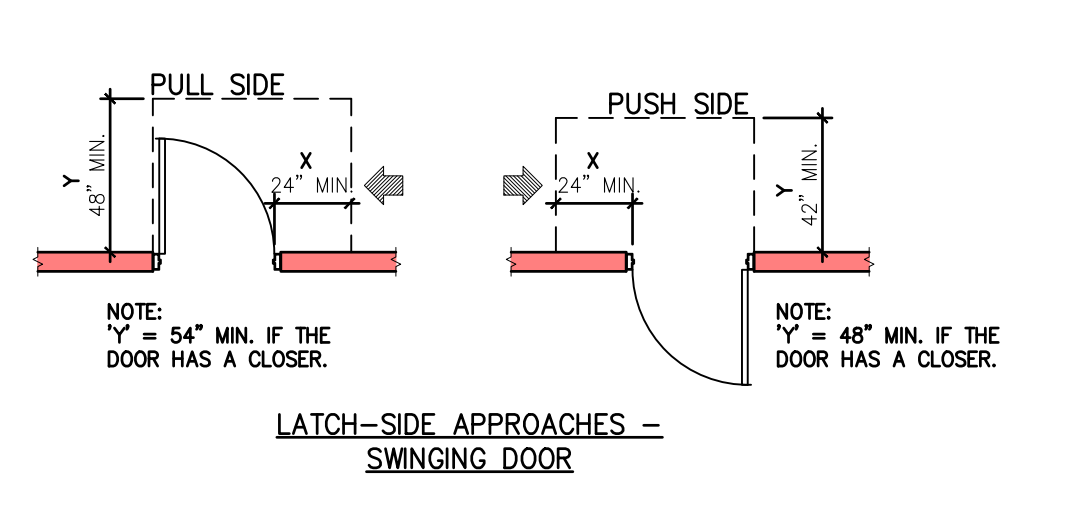 PULL SIDE
Y
48" MIN.
X
24" MIN.
NOTE:
'Y' = 54" MIN. IF THE
DOOR HAS A CLOSER.
PUSH SIDE
X
24" MIN.
Y
42" MIN.
NOTE:
'Y' = 48" MIN. IF THE
DOOR HAS A CLOSER.
LATCH-SIDE APPROACHES -
SWINGING DOOR